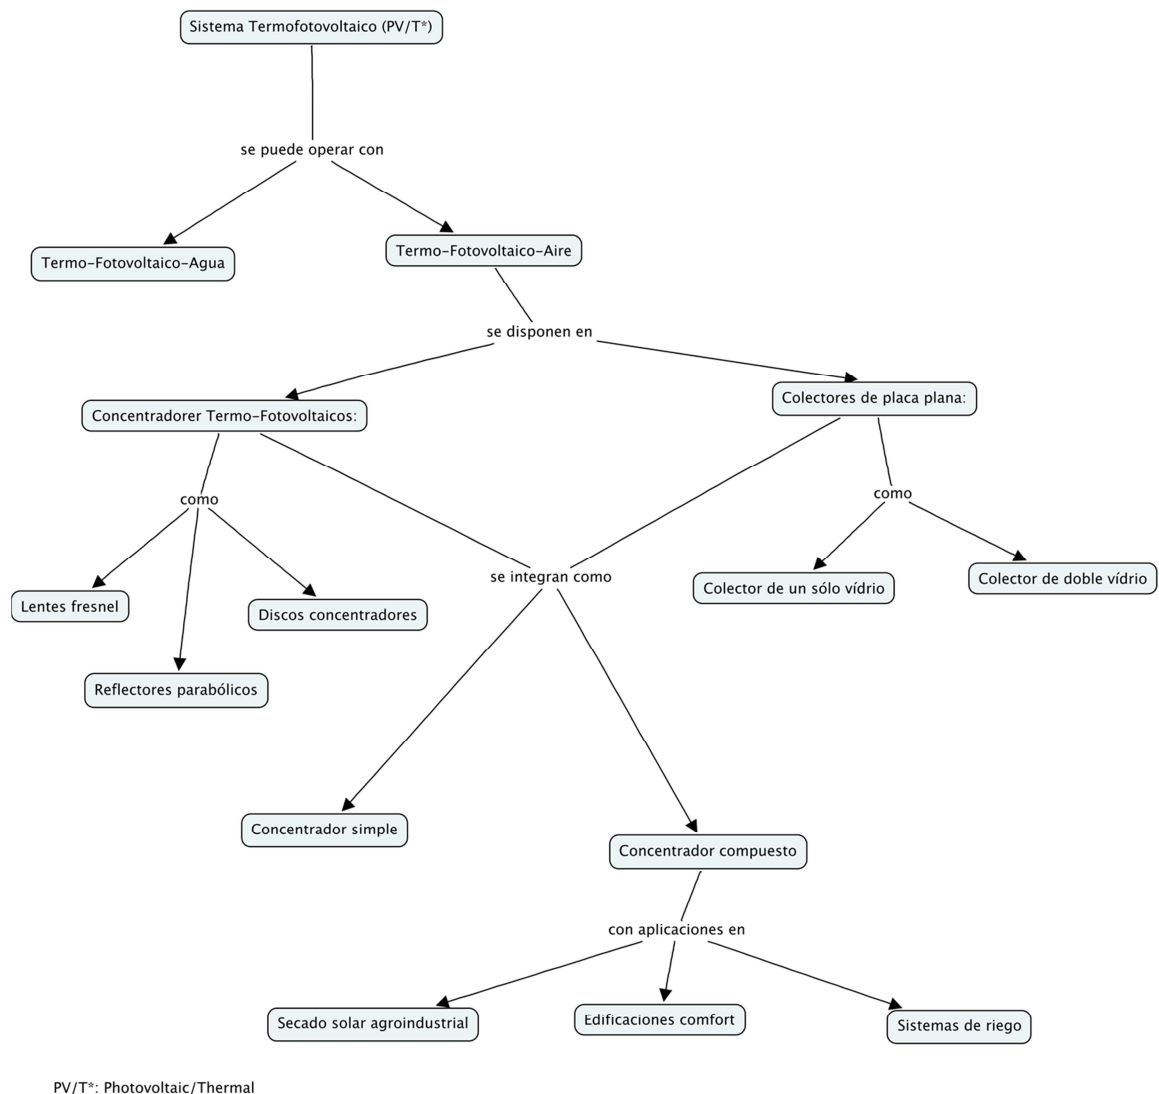 Sistema Termofotovoltaico (PV/T*)
se puede operar con
Termo-Fotovoltaico-Agua
Termo-Fotovoltaico-Aire
se disponen en
Concentradorer Termo-Fotovoltaicos:
Colectores de placa plana:
como
como
se integran como
Lentes fresnel
Discos concentradores
Colector de un sólo vídrio
Colector de doble vídrio
Reflectores parabólicos
Concentrador simple
Concentrador compuesto
con aplicaciones en
Secado solar agroindustrial
Edificaciones comfort
Sistemas de riego
PV/T*: Photovoltaic/Thermal